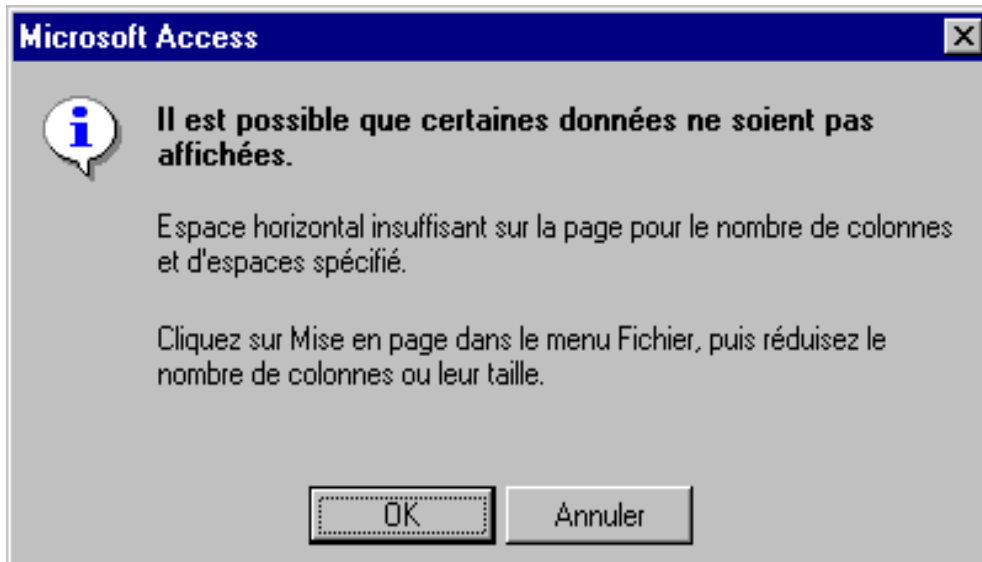 Microsoft Access
Il est possible que certaines données ne soient pas
affichées.
Espace horizontal insuffisant sur la page pour le nombre de colonnes
et d'espaces spécifié.
Cliquez sur Mise en page dans le menu Fichier, puis réduisez le
nombre de colonnes ou leur taille.
OK
Annuler